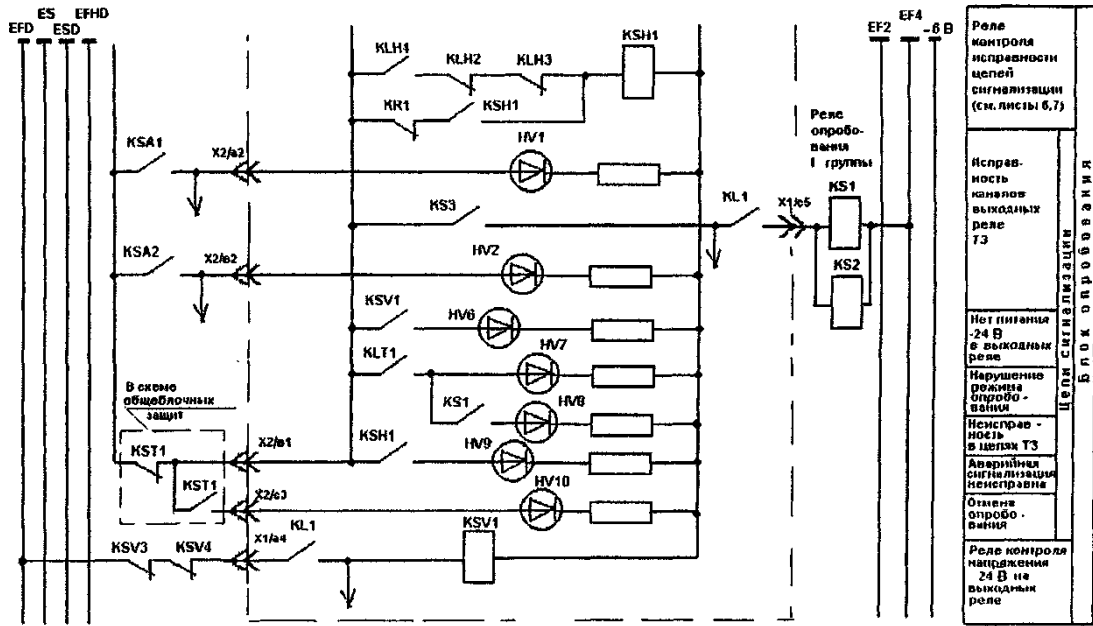 ES EFHD
EFD ESD
EF4
EF2 -6 В
KLH4
KLH2 KLH3
KSH1
KR1 KSH1
KSA1
X2/a2
HV1
KS3
KL1
X1/c5
Реле
опробо-
вания
I группы
KS1
KS2
KSA2
X2/в2
HV2
KSV1
HV6
KLT1
HV7
KS1
HV8
В схеме
общеблочных
защит
KST1
X2/в1
KSH1
HV9
KST1
X2/c3
HV10
KSV3 KSV4
X1/a4
KL1
KSV1
Реле
контроля
исправности
цепей
сигнализации
(см. листы 6,7)
Исправ-
ность
каналов
выходных
реле
ТЗ
Нет питания
-24 В
в выходных
реле
Нарушение
режима
опробо-
вания
Неисправ-
ность
в цепях ТЗ
Аварийная
сигнализация
неисправна
Отмена
опробо-
вания
Реле контроля
напряжения
24 В на
выходных
реле
Цепи сигнализации
Блок опробования